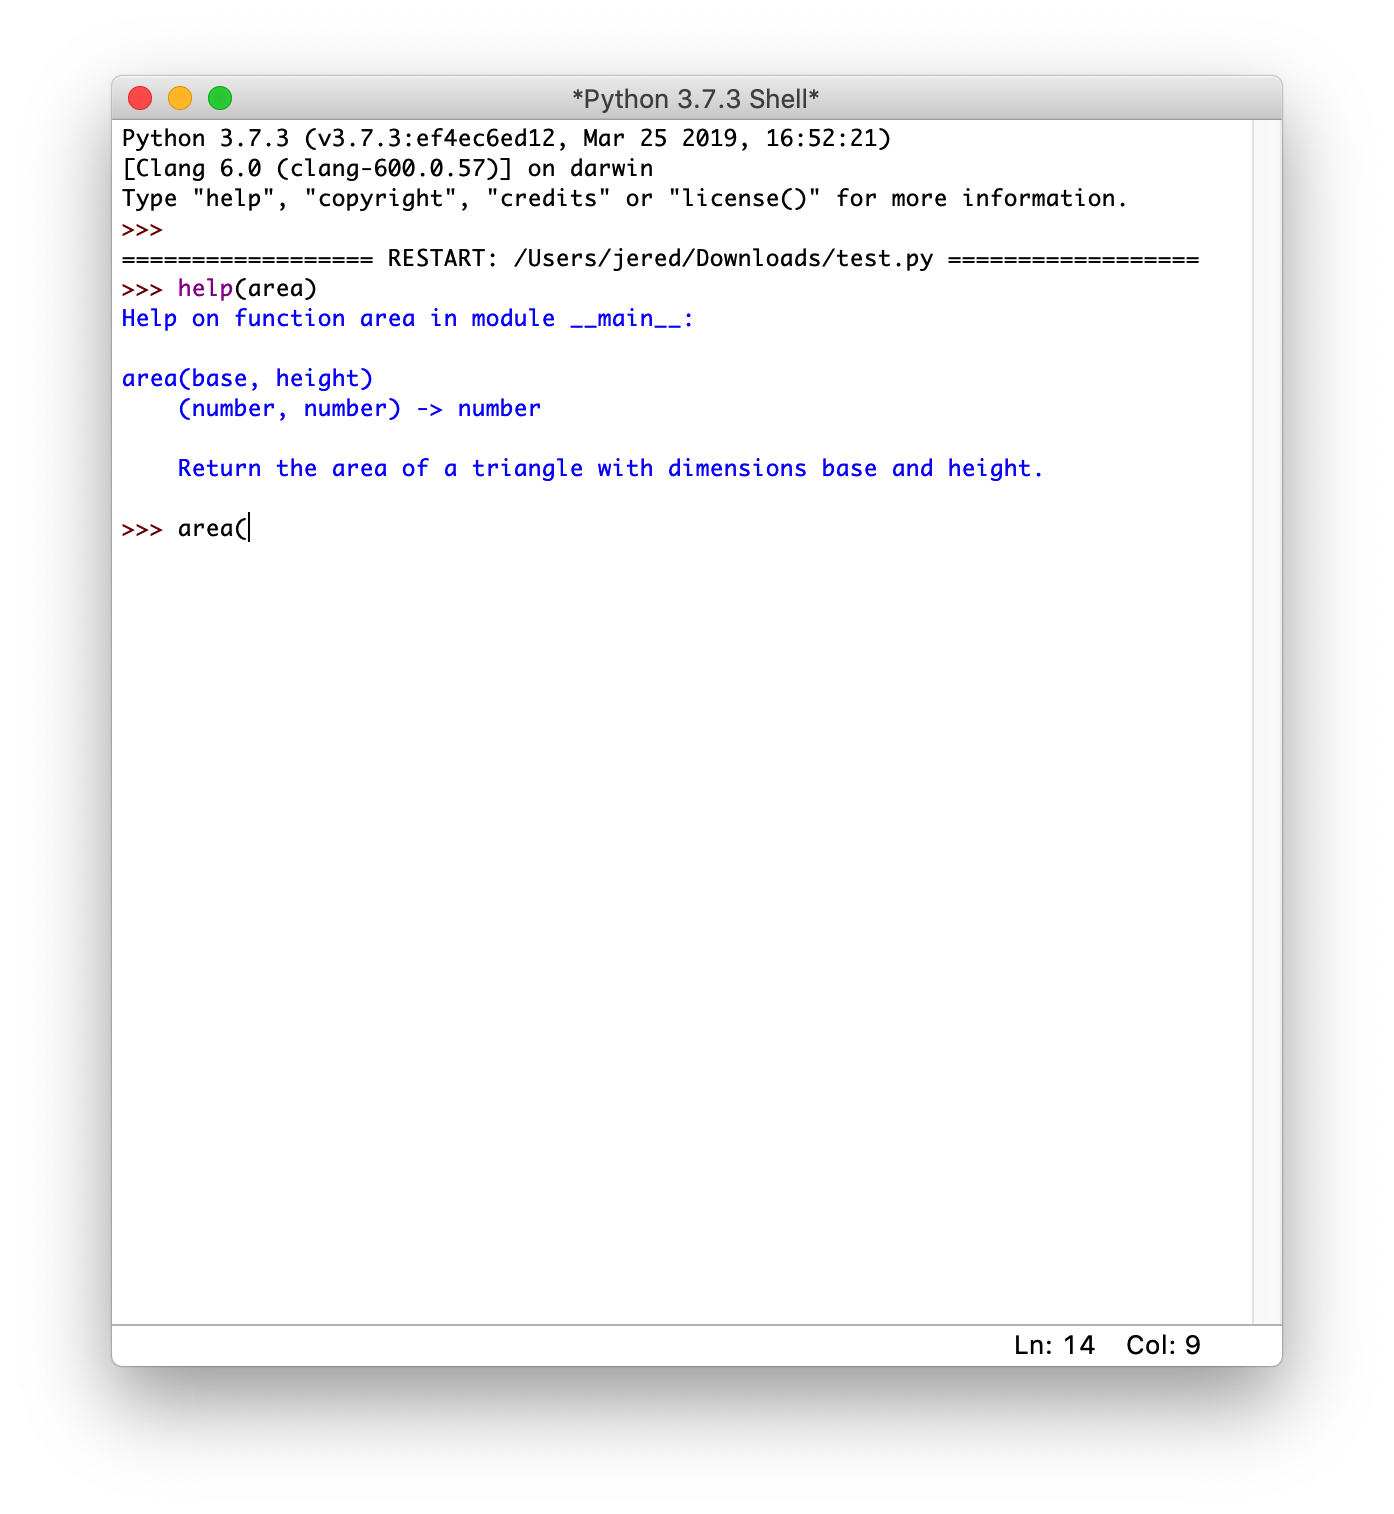 *Python 3.7.3 Shell*
Python 3.7.3 (v3.7.3:ef4ec6ed12, Mar 25 2019, 16:52:21)
[Clang 6.0 (clang-600.0.57)] on darwin
Type "help", "copyright", "credits" or "license()" for more information.
>>>
================== RESTART: /Users/jered/Downloads/test.py ==================
>>> help(area)
Help on function area in module __main__:
area(base, height)
(number, number) -> number
Return the area of a triangle with dimensions base and height.
>>> area(
Ln: 14 Col: 9